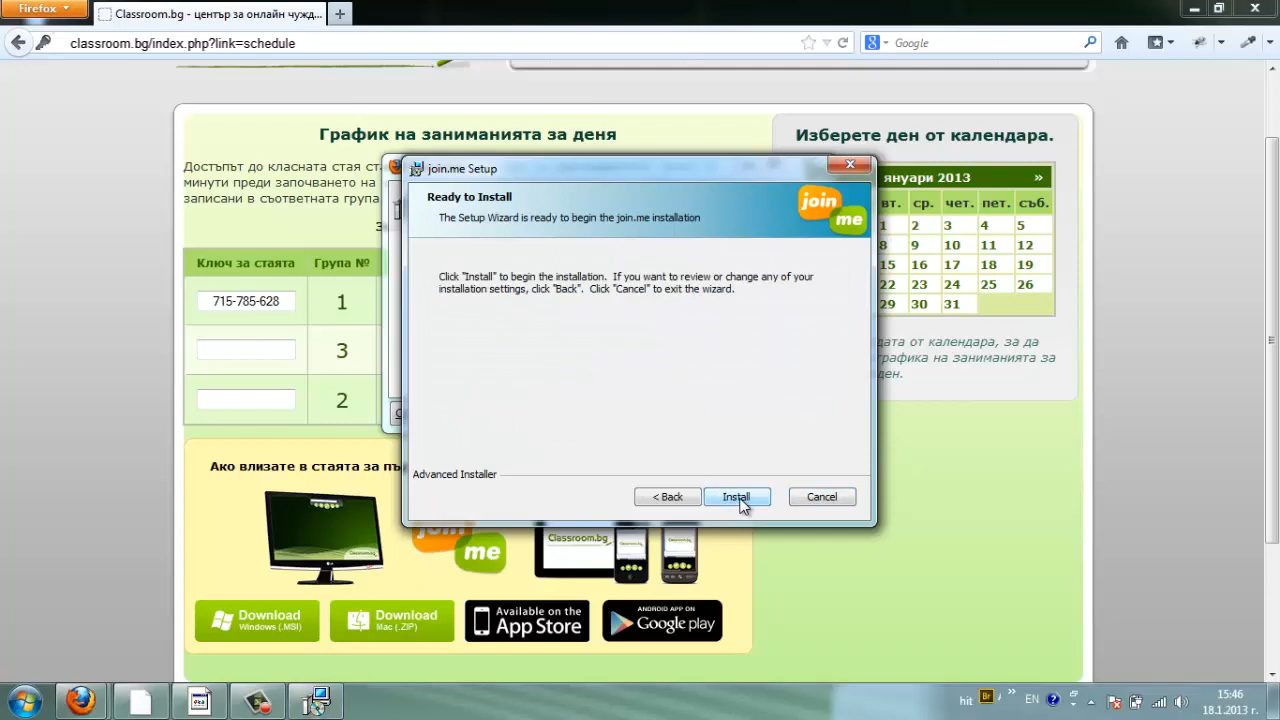 Firefox
Classroom.bg - център за онлайн чужд...
classroom.bg/index.php?link=schedule
Google
График на заниманията за деня
Изберете ден от календара.
Достъпът до класната стая ст
минути преди започването на
записани в съответната група
Ключ за стаята
Група №
715-785-628
1
3
2
януари 2013 »
вт. ср. чет. пет. съб.
1 2 3 4 5
8 9 10 11 12
15 16 17 18 19
22 23 24 25 26
29 30 31
дата от календара, за да
графика на заниманията за
ден.
join.me Setup
Ready to Install
The Setup Wizard is ready to begin the join.me installation
join
me
Click "Install" to begin the installation. If you want to review or change any of your
installation settings, click "Back". Click "Cancel" to exit the wizard.
Advanced Installer
< Back
Install
Cancel
Ако влизате в стаята за пъ
join
me
Classroom.bg
Download
Windows (.MSI)
Download
Mac (.ZIP)
Available on the
App Store
ANDROID APP ON
Google play
hit
Br
EN
15:46
18.1.2013 г.